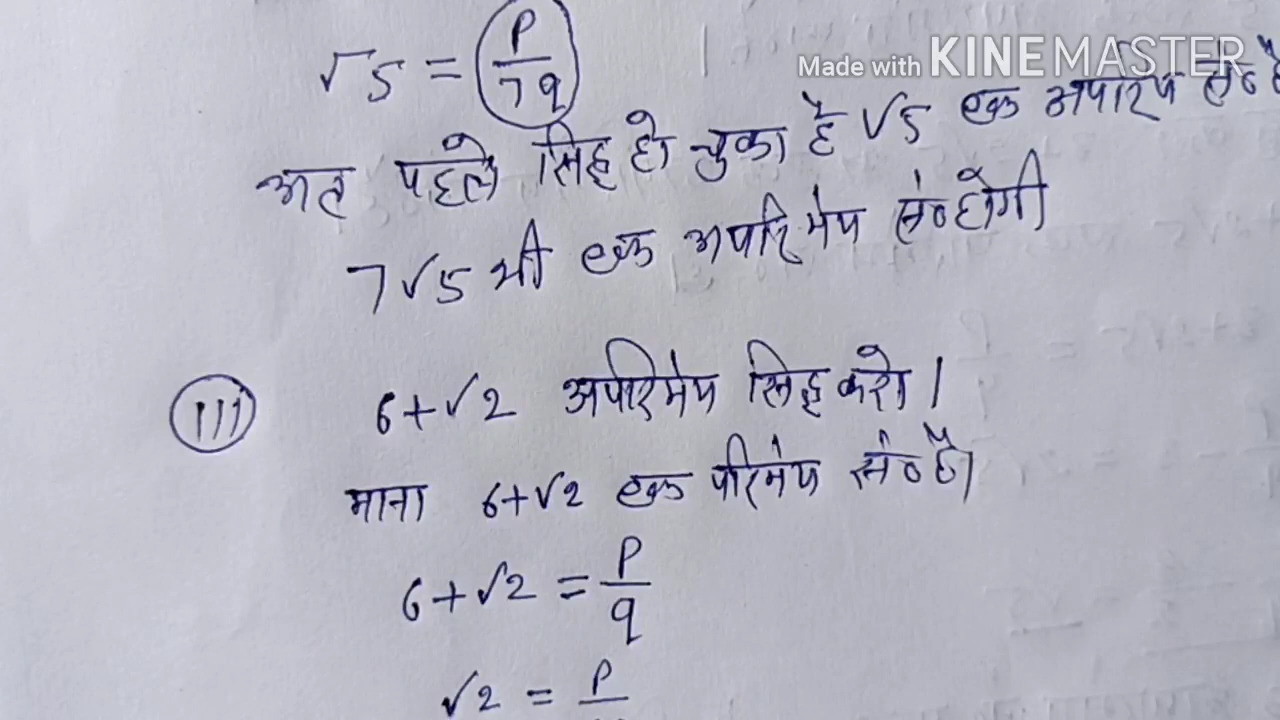 Made with KINEMASTER
√5 = P/7q
अतः पहले सिद्ध हो चुका है √5 एक अपरिमेय सं० है
7√5 भी एक अपरिमेय सं० होगी
(III) 6+√2 अपरिमेय सिद्ध करो।
माना 6+√2 एक परिमेय सं० है।
6+√2 = P/q
√2 = P